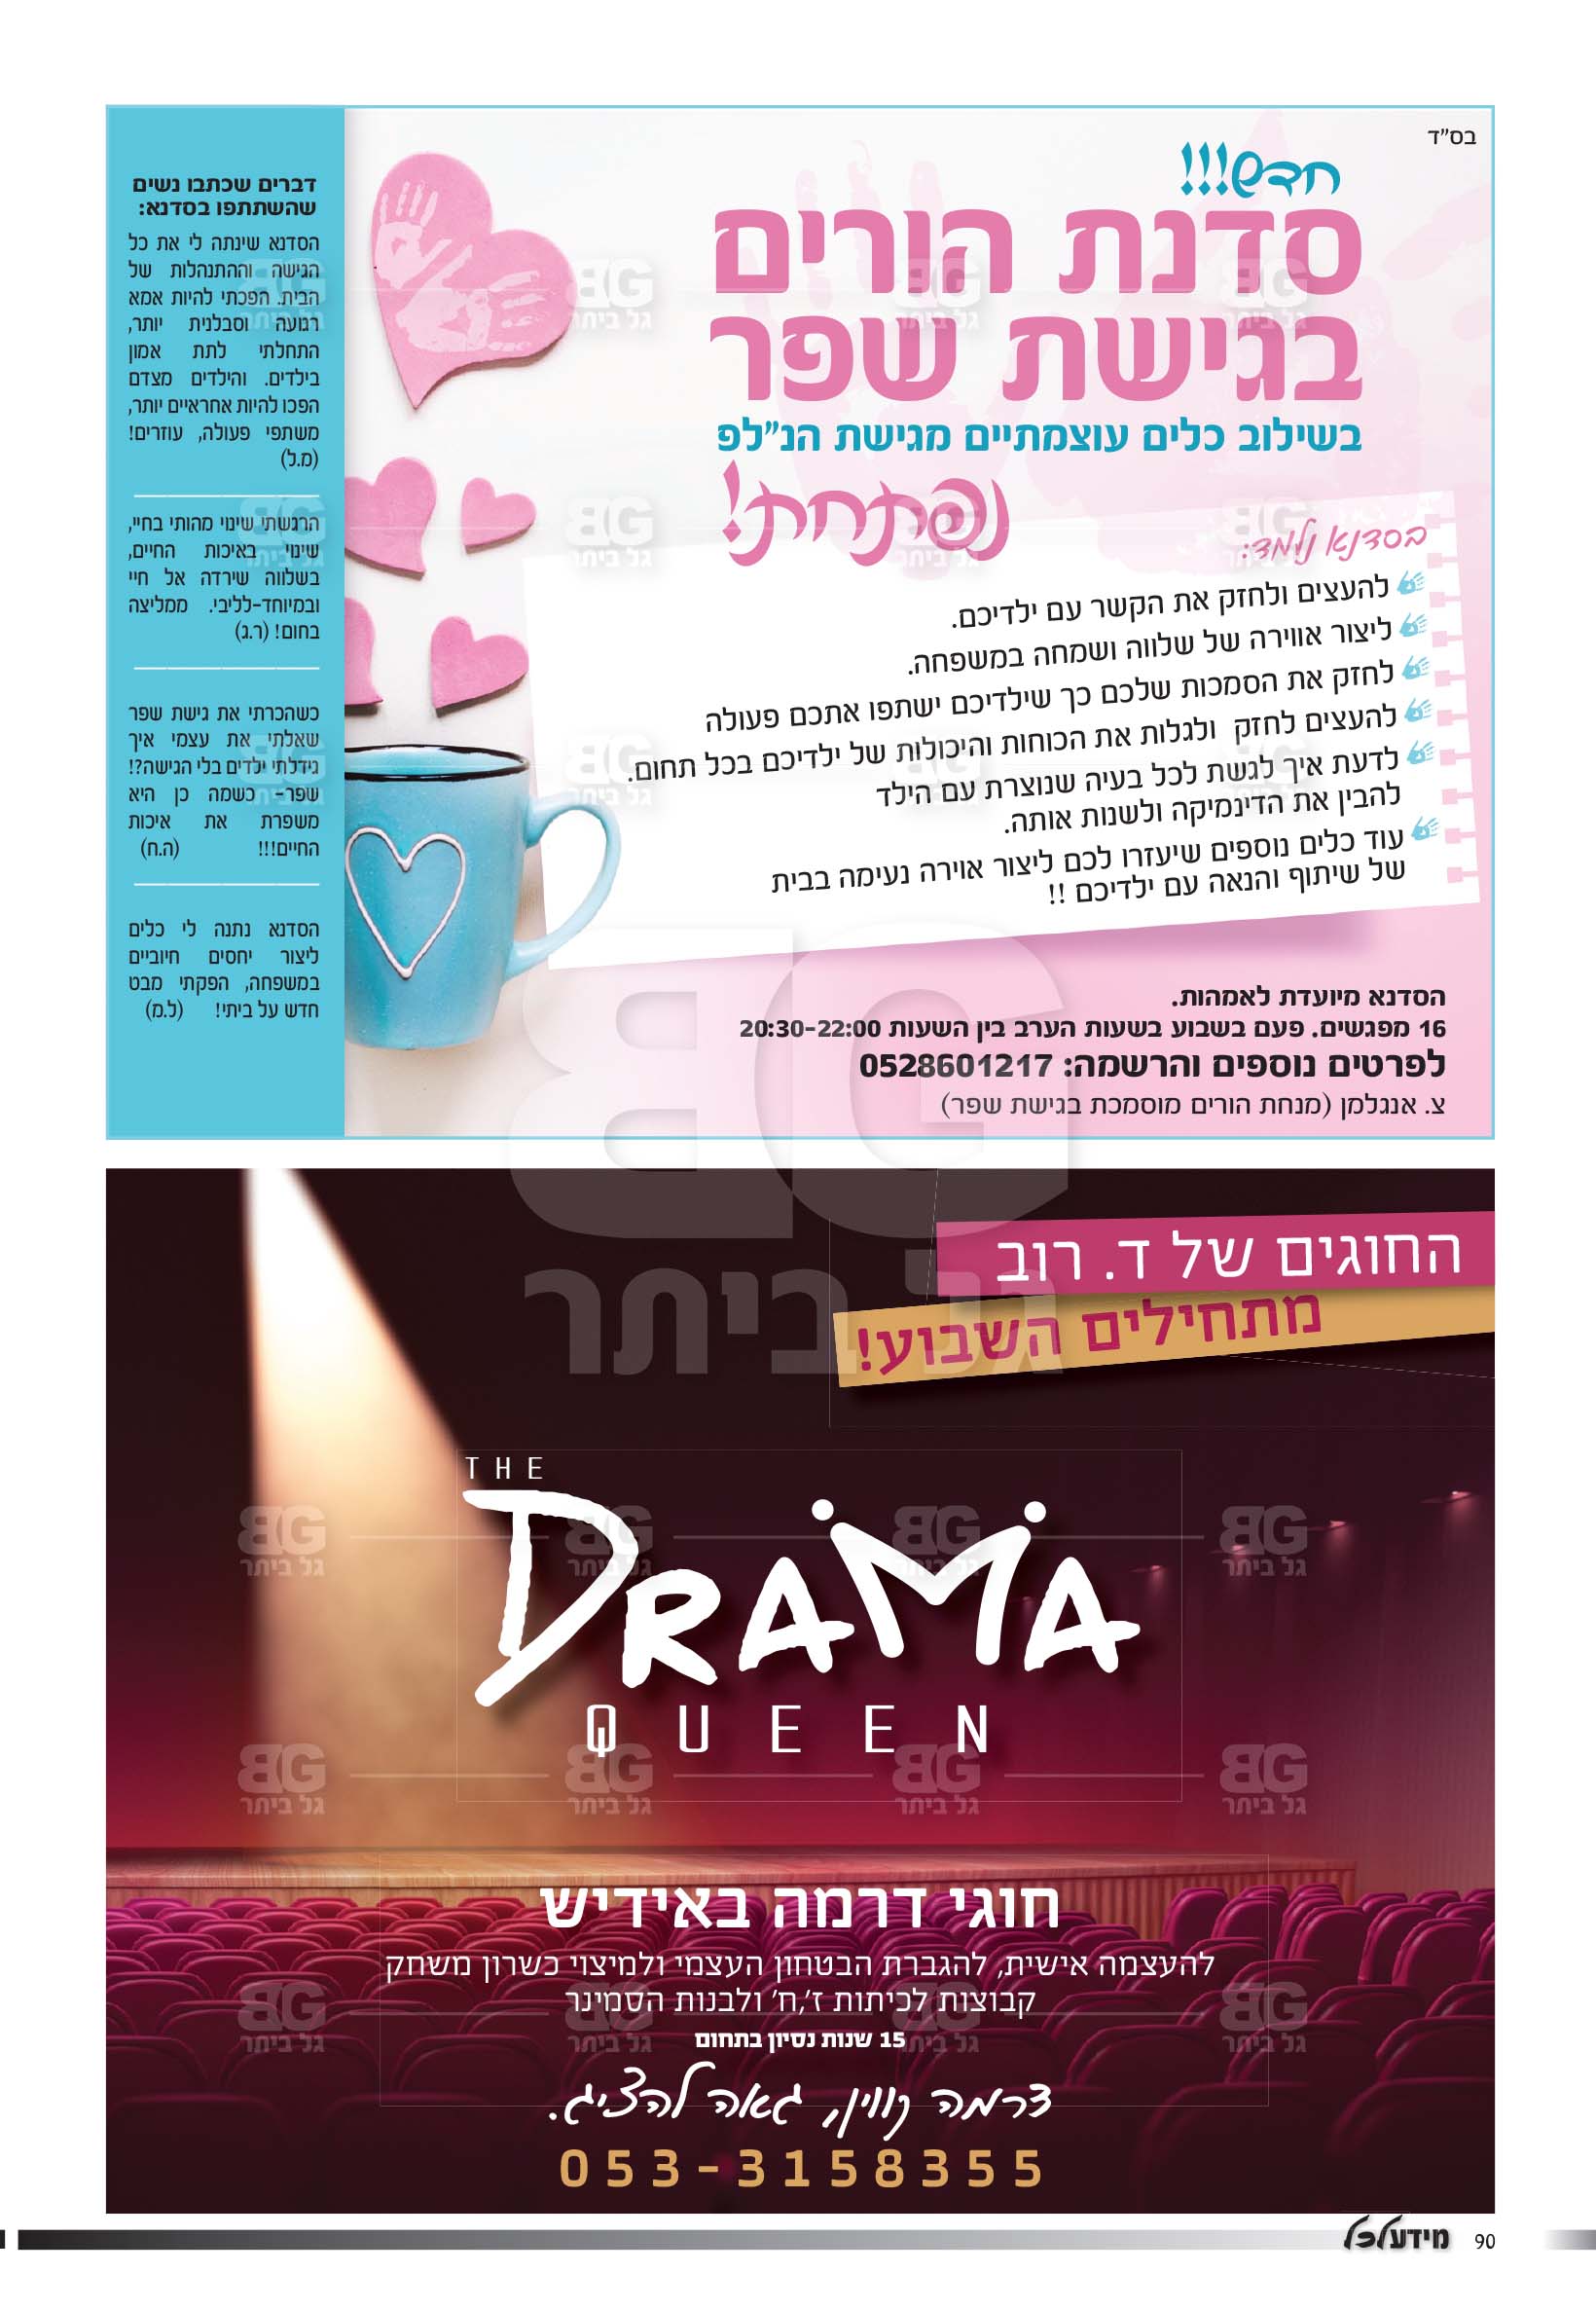 בס"ד
חדש!!!
סדנת הורים
בגישת שפר
בשילוב כלים עוצמתיים מגישת הנ"לפ
נפתחת!
בסדנא נלמד:
להעצים ולחזק את הקשר עם ילדיכם.
ליצור אווירה של שלווה ושמחה במשפחה.
לחזק את הסמכות שלכם כך שילדיכם ישתפו אתכם פעולה
להעצים לחזק ולגלות את הכוחות והיכולות של ילדיכם בכל תחום.
לדעת איך לגשת לכל בעיה שנוצרת עם הילד
להבין את הדינמיקה ולשנות אותה.
עוד כלים נוספים שיעזרו לכם ליצור אוירה נעימה בבית
של שיתוף והנאה עם ילדיכם !!
הסדנא מיועדת לאמהות.
16 מפגשים. פעם בשבוע בשעות הערב בין השעות 20:30-22:00
לפרטים נוספים והרשמה: 0528601217
צ. אנגלמן (מנחת הורים מוסמכת בגישת שפר)
דברים שכתבו נשים
שהשתתפו בסדנא:
הסדנא שינתה לי את כל
הגישה וההתנהלות של
הבית. הפכתי להיות אמא
רגועה וסבלנית יותר,
התחלתי לתת אמון
בילדים. והילדים מצדם
הפכו להיות אחראיים יותר,
משתפי פעולה, עוזרים!
(מ.ל)
הרגשתי שינוי מהותי בחיי,
שינוי באיכות החיים,
בשלווה שירדה אל חיי
ובמיוחד-לליבי. ממליצה
בחום! (ר.ג)
כשהכרתי את גישת שפר
שאלתי את עצמי איך
גידלתי ילדים בלי הגישה?!
שפר- כשמה כן היא
משפרת את איכות
החיים!!! (ה.ח)
הסדנא נתנה לי כלים
ליצור יחסים חיוביים
במשפחה, הפקתי מבט
חדש על ביתי! (ל.מ)
BG
גל ביתר
החוגים של ד. רוב
מתחילים השבוע!
THE
DRAMA
QUEEN
חוגי דרמה באידיש
להעצמה אישית, להגברת הבטחון העצמי ולמיצוי כשרון משחק
קבוצות לכיתות ז',ח' ולבנות הסמינר
15 שנות נסיון בתחום
דרמה קווין, גאה להציג.
053-3158355
90 מידע לכל